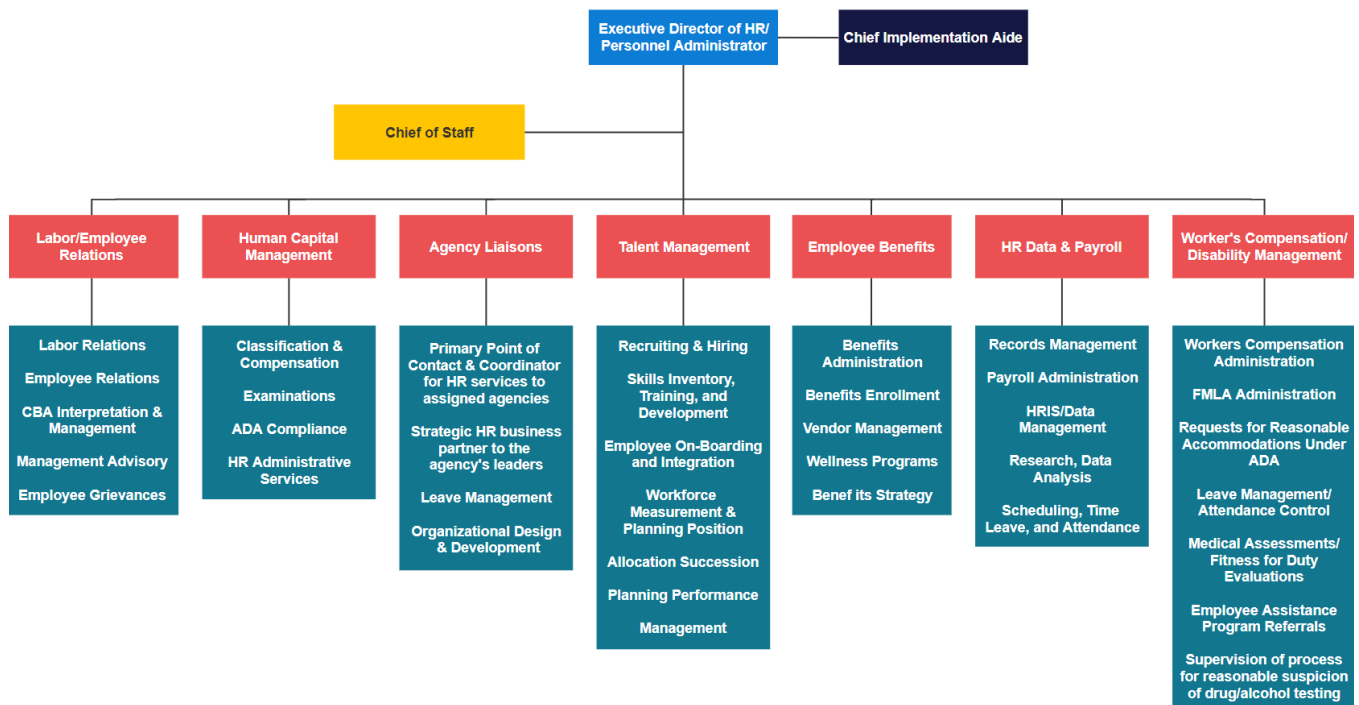 Executive Director of HR/
Personnel Administrator
Chief Implementation Aide
Chief of Staff
Labor/Employee
Relations
Human Capital
Management
Agency Liaisons
Talent Management
Employee Benefits
HR Data & Payroll
Worker's Compensation/
Disability Management
Labor Relations
Employee Relations
CBA Interpretation &
Management
Management Advisory
Employee Grievances
Classification &
Compensation
Examinations
ADA Compliance
HR Administrative
Services
Primary Point of
Contact & Coordinator
for HR services to
assigned agencies
Strategic HR business
partner to the
agency's leaders
Leave Management
Organizational Design
& Development
Recruiting & Hiring
Skills Inventory,
Training, and
Development
Employee On-Boarding
and Integration
Workforce
Measurement &
Planning Position
Allocation Succession
Planning Performance
Management
Benefits
Administration
Benefits Enrollment
Vendor Management
Wellness Programs
Benef its Strategy
Records Management
Payroll Administration
HRIS/Data
Management
Research, Data
Analysis
Scheduling, Time
Leave, and Attendance
Workers Compensation
Administration
FMLA Administration
Requests for Reasonable
Accommodations Under
ADA
Leave Management/
Attendance Control
Medical Assessments/
Fitness for Duty
Evaluations
Employee Assistance
Program Referrals
Supervision of process
for reasonable suspicion
of drug/alcohol testing